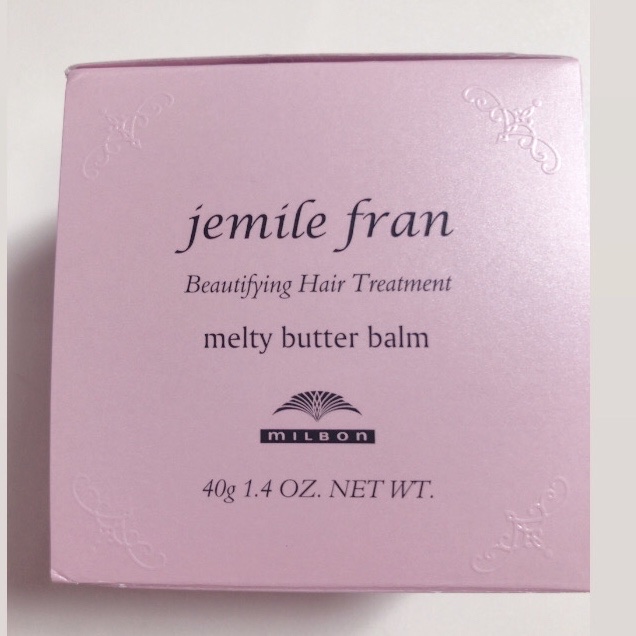 jemile fran
Beautifying Hair Treatment
melty butter balm
MILBON
40g 1.4 OZ. NET WT.